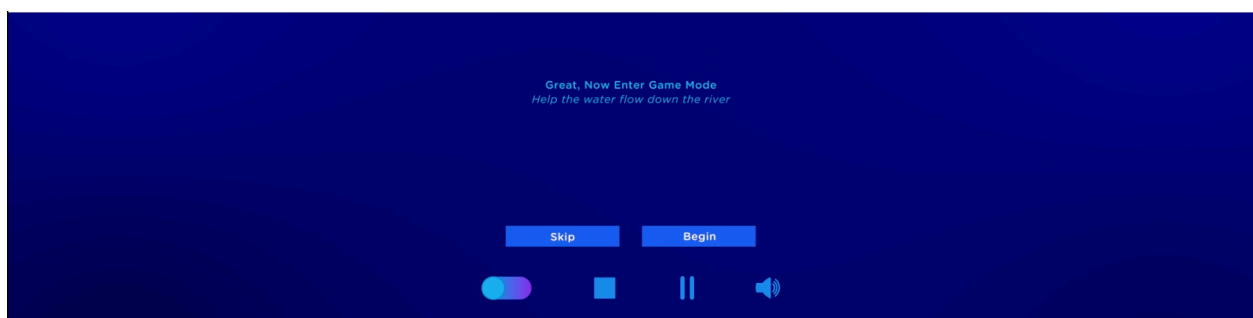 Great, Now Enter Game Mode
Help the water flow down the river
Skip
Begin